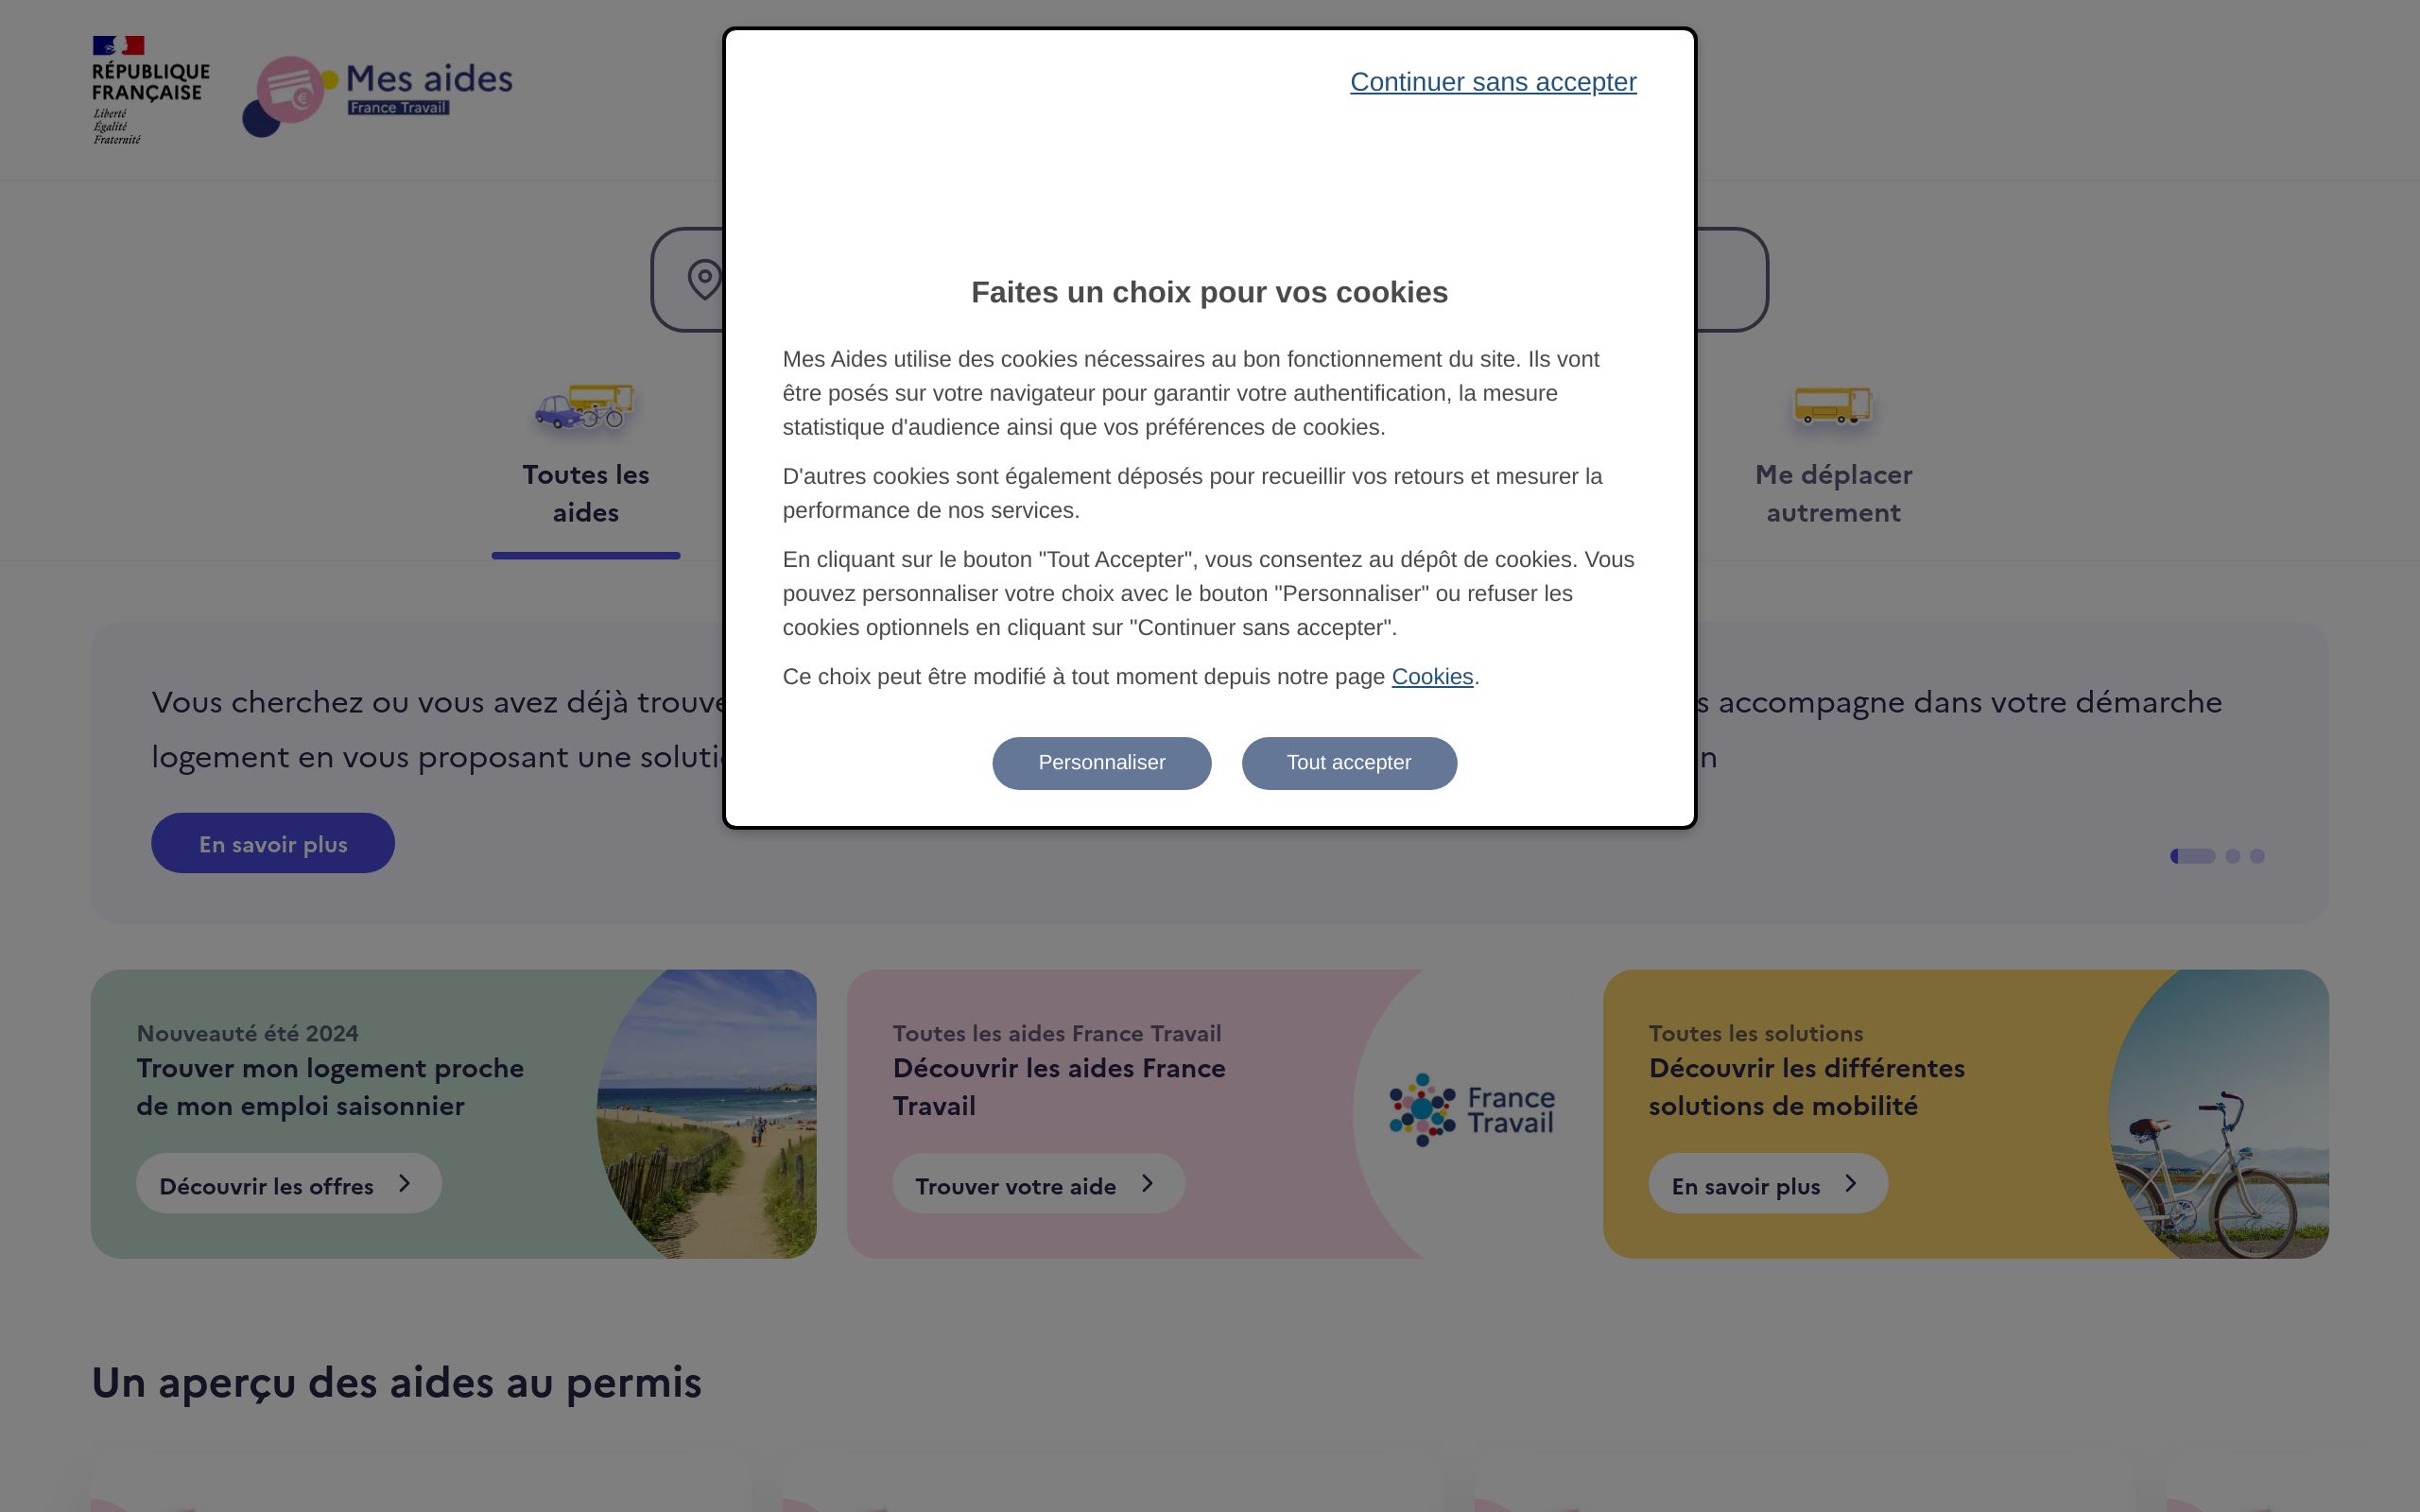 RÉPUBLIQUE
FRANÇAISE
Liberté
Égalité
Fraternité
Mes aides
France Travail
Continuer sans accepter
Faites un choix pour vos cookies
Mes Aides utilise des cookies nécessaires au bon fonctionnement du site. Ils vont
être posés sur votre navigateur pour garantir votre authentification, la mesure
statistique d'audience ainsi que vos préférences de cookies.
D'autres cookies sont également déposés pour recueillir vos retours et mesurer la
performance de nos services.
En cliquant sur le bouton "Tout Accepter", vous consentez au dépôt de cookies. Vous
pouvez personnaliser votre choix avec le bouton "Personnaliser" ou refuser les
cookies optionnels en cliquant sur "Continuer sans accepter".
Ce choix peut être modifié à tout moment depuis notre page Cookies.
Personnaliser
Tout accepter
Toutes les
aides
Me déplacer
autrement
Vous cherchez ou vous avez déjà accompagne dans votre démarche
logement en vous proposant une
En savoir plus
Nouveauté été 2024
Trouver mon logement proche
de mon emploi saisonnier
Découvrir les offres
Toutes les aides France Travail
Découvrir les aides France
Travail
Trouver votre aide
France
Travail
Toutes les solutions
Découvrir les différentes
solutions de mobilité
En savoir plus
Un aperçu des aides au permis